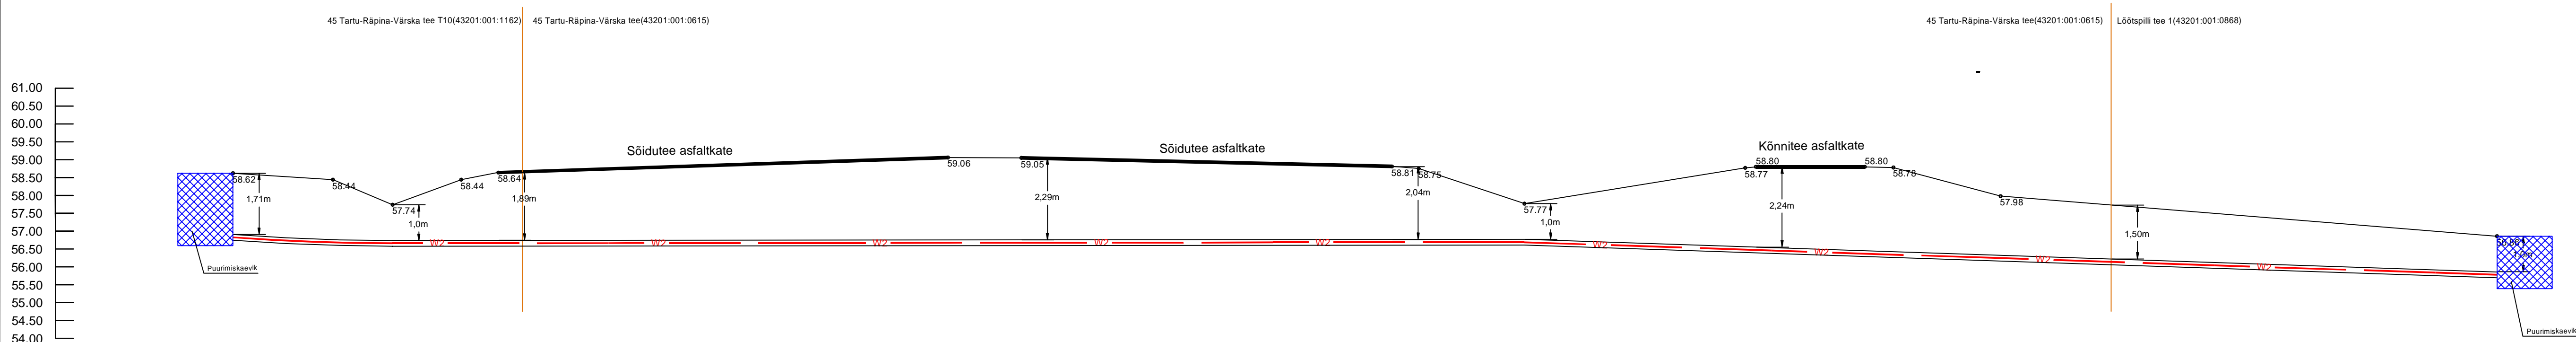 45 Tartu-Räpina-Värska tee T10(43201:001:1162)
45 Tartu-Räpina-Värska tee(43201:001:0615)
45 Tartu-Räpina-Värska tee(43201:001:0615)
Lõõtspilli tee 1(43201:001:0868)
61.00
60.50
60.00
59.50
59.00
58.50
58.00
57.50
57.00
56.50
56.00
55.50
55.00
54.50
54.00
Sõidutee asfaltkate
Sõidutee asfaltkate
Kõnnitee asfaltkate
58.62
58.44
57.74
58.44
58.64
59.06
59.05
58.81
58.75
57.77
58.77
58.80
58.80
58.78
57.98
56.86
1,71m
1,0m
1,89m
2,29m
2,04m
1,0m
2,24m
1,50m
1,0m
W2
W2
W2
W2
W2
W2
W2
W2
W2
Puurimiskaevik
Puurimiskaevik